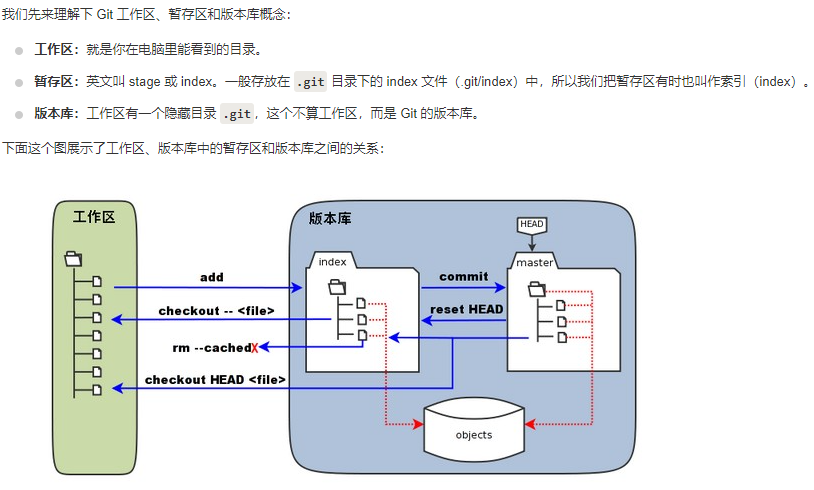 我们先来理解下 Git 工作区、暂存区和版本库概念：
工作区：就是你在电脑里能看到的目录。
暂存区：英文叫 stage 或 index。一般存放在 .git 目录下的 index 文件（.git/index）中，所以我们把暂存区有时也叫作索引（index）。
版本库：工作区有一个隐藏目录 .git，这个不算工作区，而是 Git 的版本库。
下面这个图展示了工作区、版本库中的暂存区和版本库之间的关系：
工作区
版本库
HEAD
index
master
add
commit
checkout -- <file>
reset HEAD
rm --cached
X
checkout HEAD <file>
objects